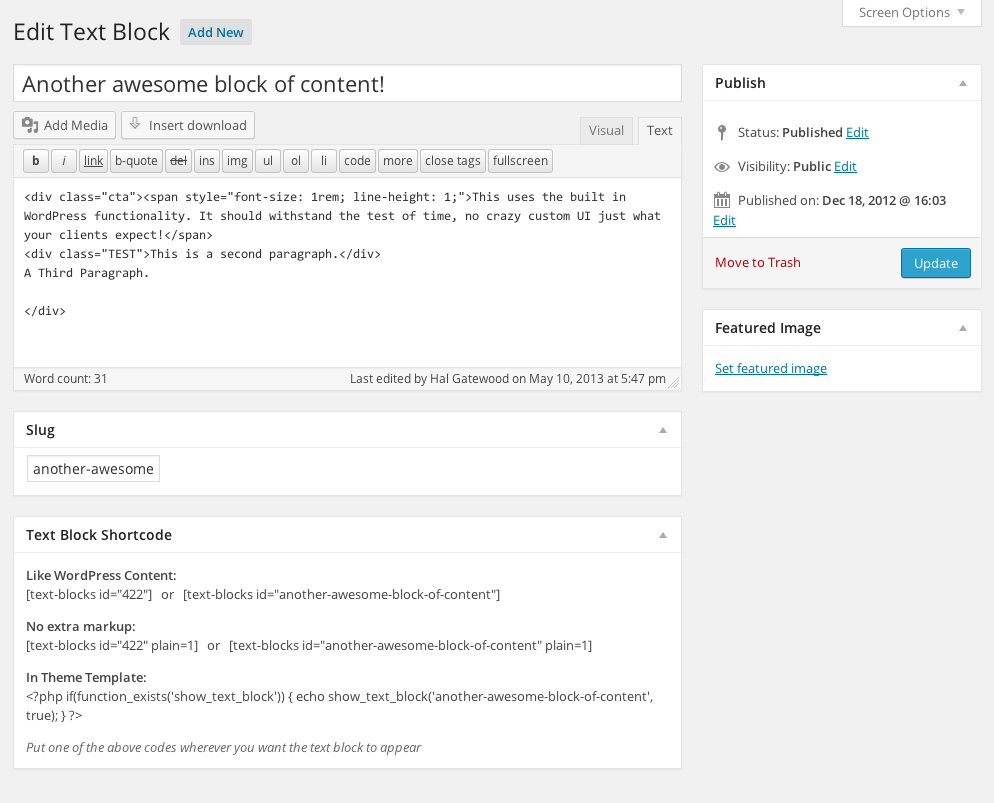 Screen Options
Edit Text Block Add New
Another awesome block of content!
Add Media Insert download
Visual Text
b i link b-quote del ins img ul ol li code more close tags fullscreen
<div class="cta"><span style="font-size: 1rem; line-height: 1;">This uses the built in
WordPress functionality. It should withstand the test of time, no crazy custom UI just what
your clients expect!</span>
<div class="TEST">This is a second paragraph.</div>
A Third Paragraph.
</div>
Word count: 31 Last edited by Hal Gatewood on May 10, 2013 at 5:47 pm
Slug
another-awesome
Text Block Shortcode
Like WordPress Content:
[text-blocks id="422"] or [text-blocks id="another-awesome-block-of-content"]
No extra markup:
[text-blocks id="422" plain=1] or [text-blocks id="another-awesome-block-of-content" plain=1]
In Theme Template:
<?php if(function_exists('show_text_block')) { echo show_text_block('another-awesome-block-of-content',
true); } ?>
Put one of the above codes wherever you want the text block to appear
Publish
Status: Published Edit
Visibility: Public Edit
Published on: Dec 18, 2012 @ 16:03
Edit
Move to Trash Update
Featured Image
Set featured image